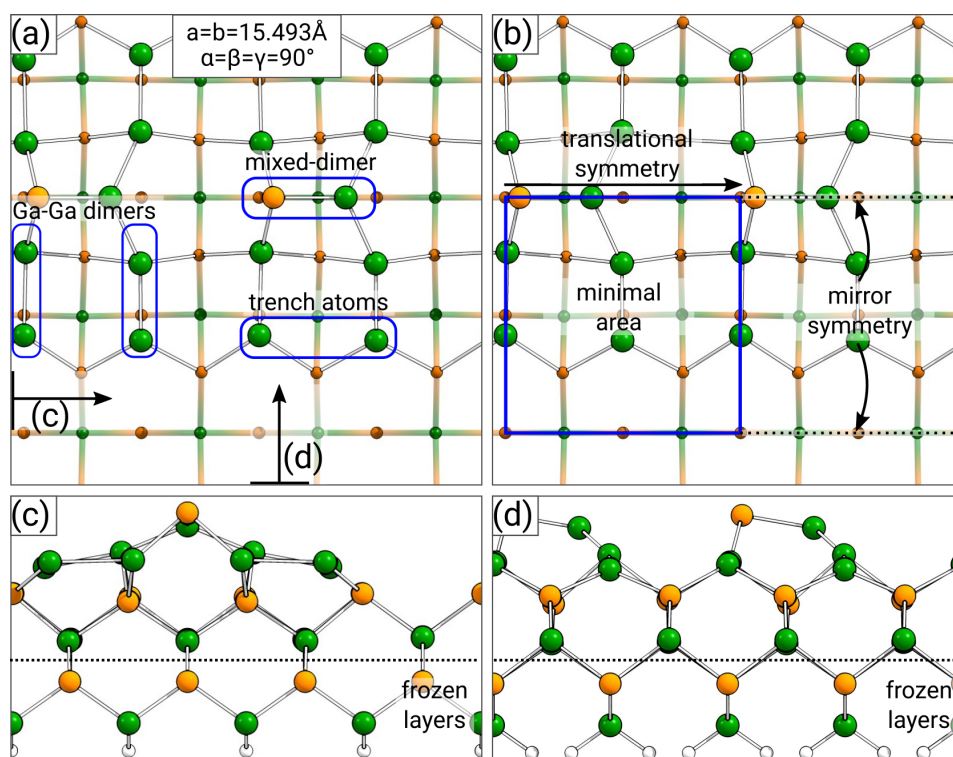 (a)
a=b=15.493Å
α=β=γ=90°
mixed-dimer
Ga-Ga dimers
trench atoms
(c)
(d)
(b)
translational
symmetry
minimal
area
mirror
symmetry
(c)
frozen
layers
(d)
frozen
layers